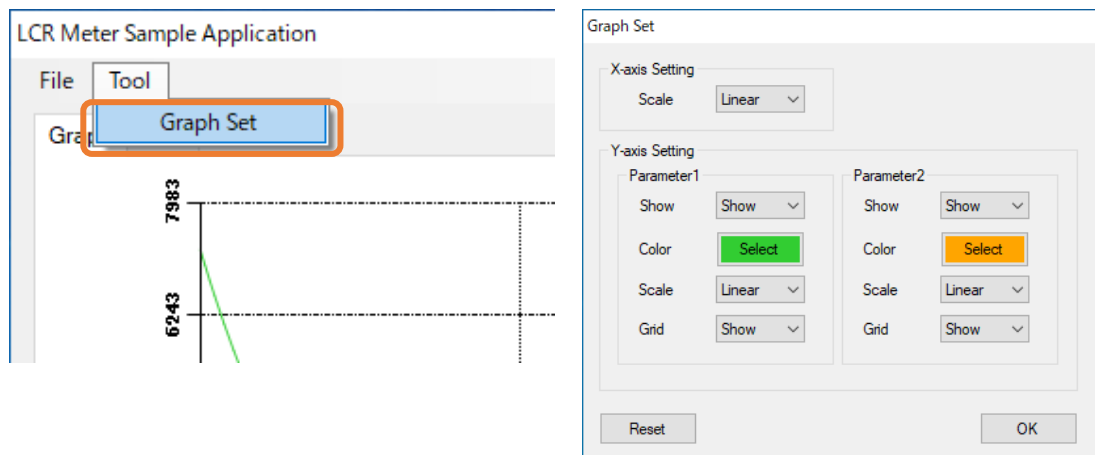 LCR Meter Sample Application
File Tool
Graph Set
Grap
7983
6243
Graph Set
X-axis Setting
Scale Linear
Y-axis Setting
Parameter1 Parameter2
Show Show Show Show
Color Select Color Select
Scale Linear Scale Linear
Grid Show Grid Show
Reset OK